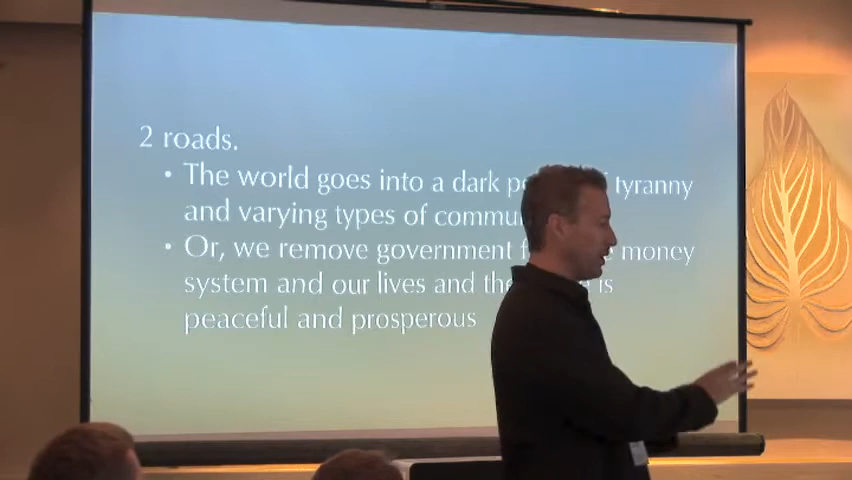 2 roads.
• The world goes into a dark tyranny
and varying types of
• Or, we remove government money
system and our lives and is
peaceful and prosperous